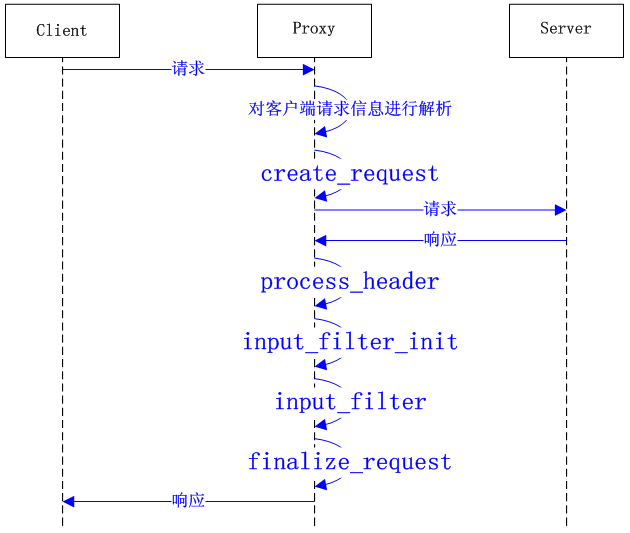 Client
Proxy
Server
请求
对客户端请求信息进行解析
create_request
请求
响应
process_header
input_filter_init
input_filter
finalize_request
响应